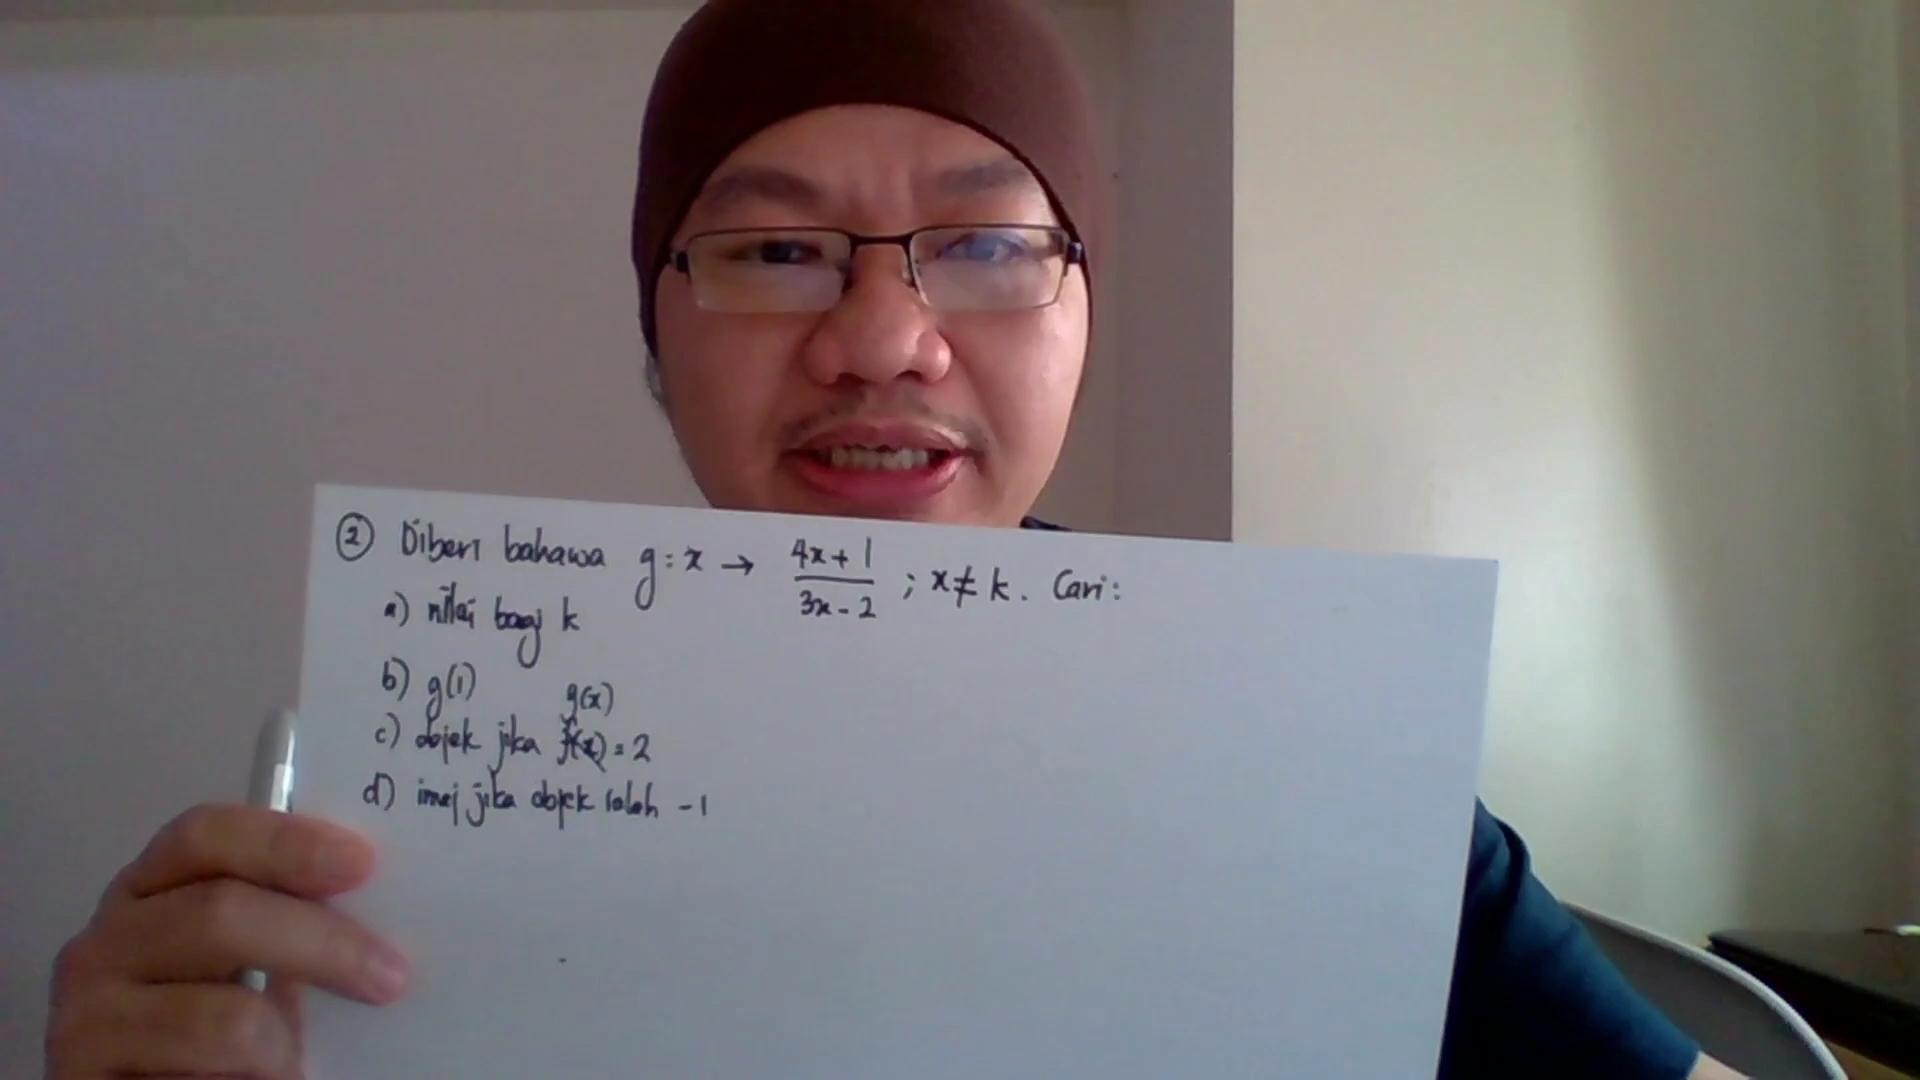 ② Diberi bahawa g : x → (4x + 1)/(3x - 2) ; x ≠ k. Cari:
a) nilai bagi k
b) g(1)
g(x)
c) objek jika f(x) = 2
d) imej jika objek ialah -1